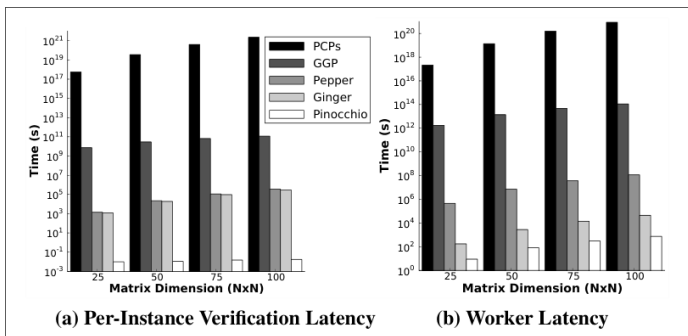 10^21
10^19
10^17
10^15
10^13
10^11
10^9
10^7
10^5
10^3
10^1
10^-1
10^-3
Time (s)
25 50 75 100
Matrix Dimension (NxN)
PCPs
GGP
Pepper
Ginger
Pinocchio
(a) Per-Instance Verification Latency
10^20
10^18
10^16
10^14
10^12
10^10
10^8
10^6
10^4
10^2
10^0
Time (s)
25 50 75 100
Matrix Dimension (NxN)
(b) Worker Latency